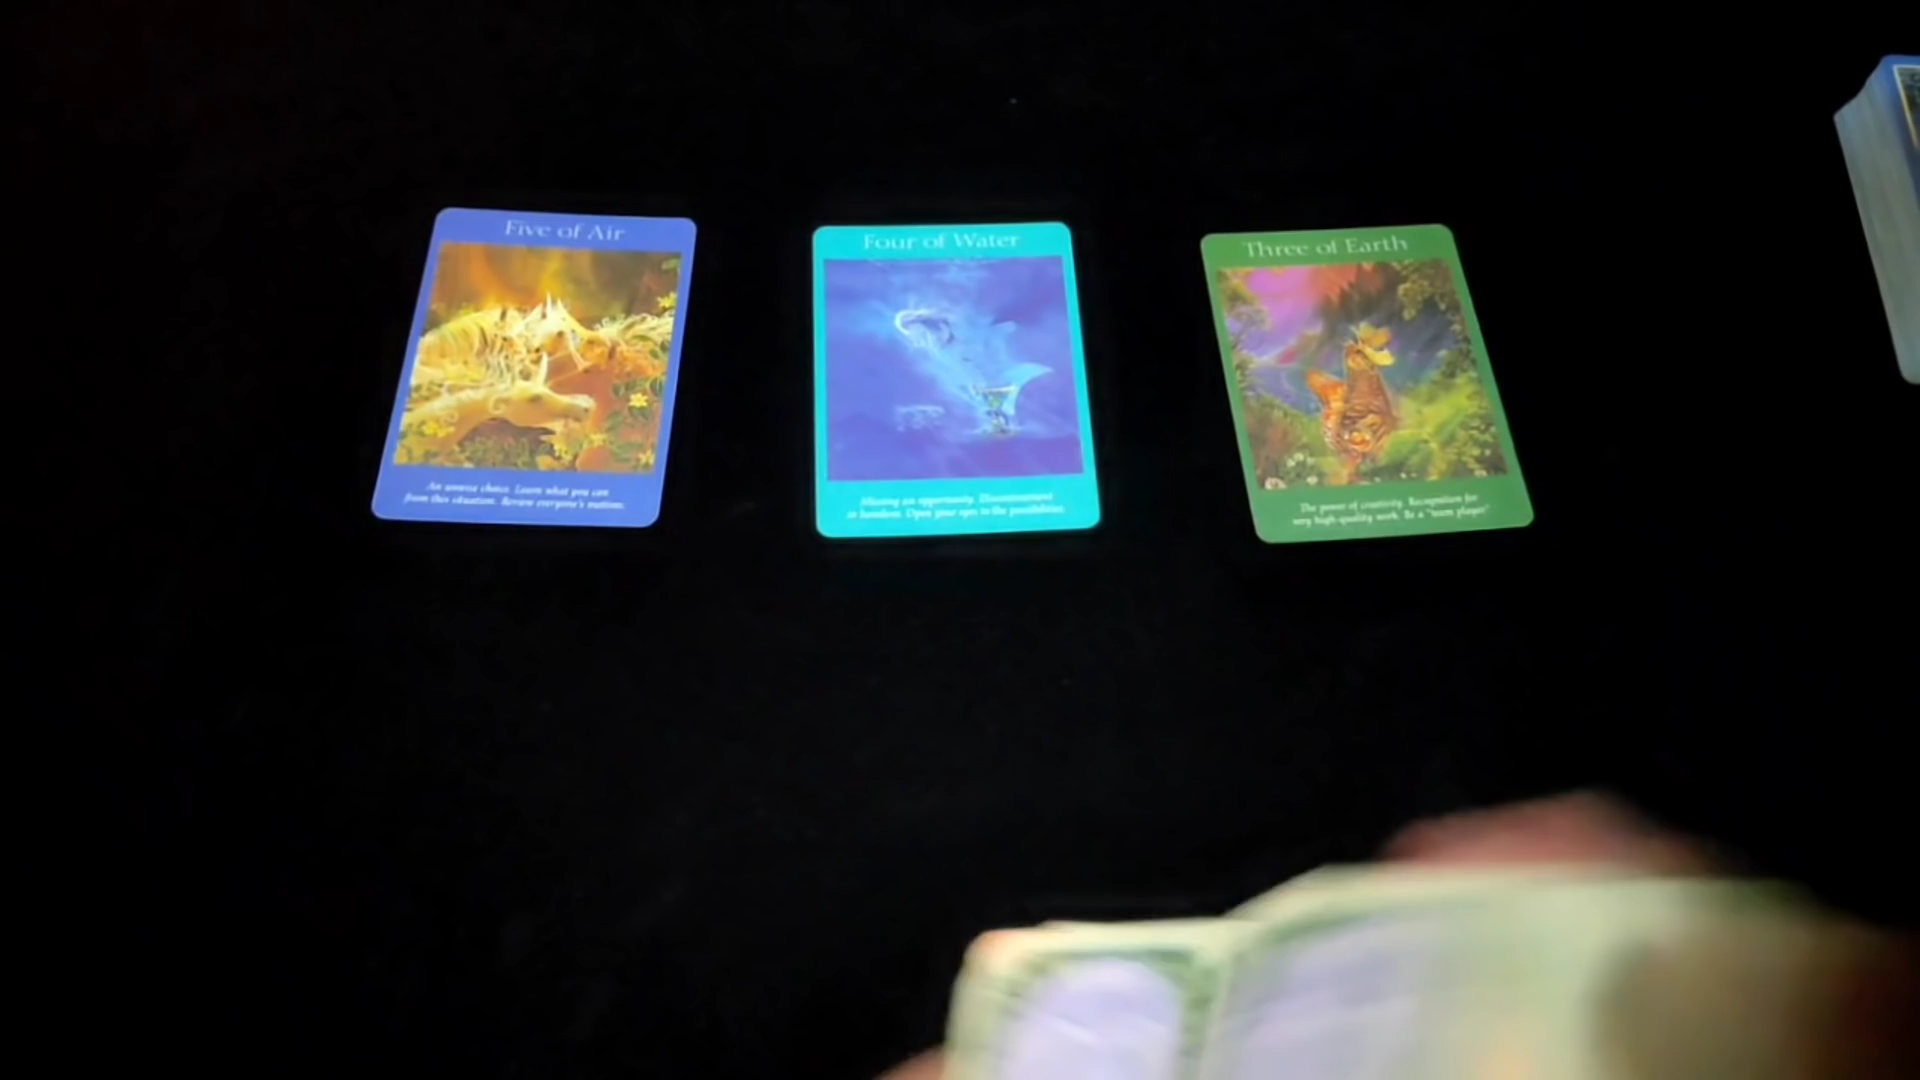 Five of Air
An unwise choice. Learn what you can
from this situation. Review everyone's motives.
Four of Water
Missing an opportunity. Discontentment
or boredom. Open your eyes to the possibilities.
Three of Earth
The power of creativity. Recognition for
very high-quality work. Be a "team player."